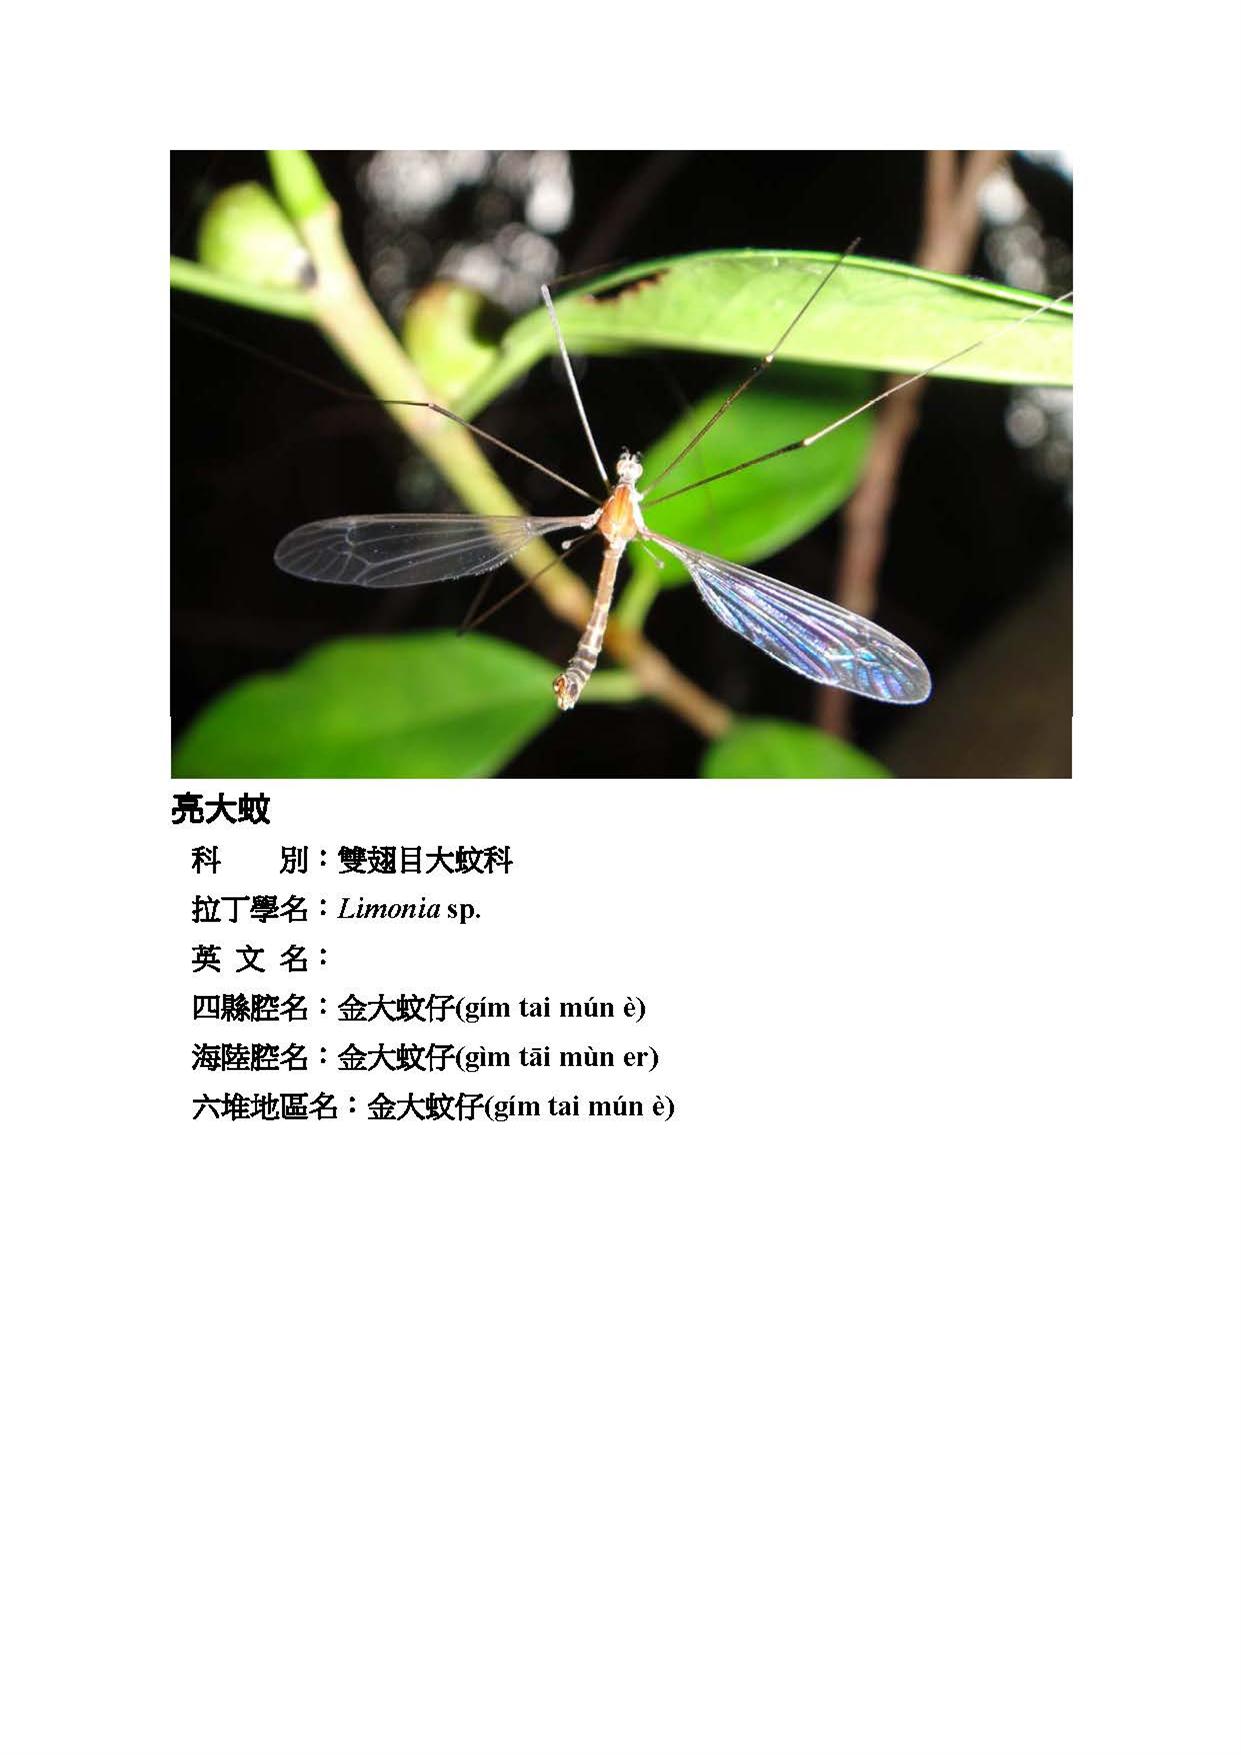 亮大蚊
科　　別：雙翅目大蚊科
拉丁學名：Limonia sp.
英 文 名：
四縣腔名：金大蚊仔(gím tai mún è)
海陸腔名：金大蚊仔(gìm tāi mùn er)
六堆地區名：金大蚊仔(gím tai mún è)